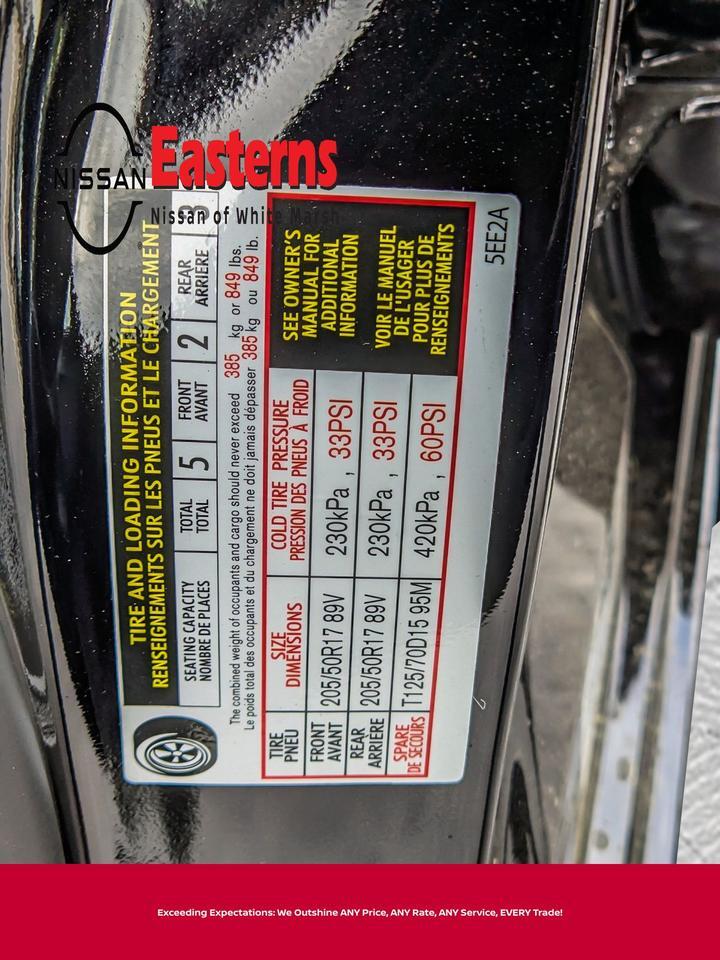 NISSAN
Easterns
Nissan of White Marsh
TIRE AND LOADING INFORMATION
RENSEIGNEMENTS SUR LES PNEUS ET LE CHARGEMENT
SEATING CAPACITY TOTAL 5 FRONT 2 REAR 3
NOMBRE DE PLACES TOTAL AVANT ARRIÈRE
The combined weight of occupants and cargo should never exceed 385 kg or 849 lbs.
Le poids total des occupants et du chargement ne doit jamais dépasser 385 kg ou 849 lb.
TIRE SIZE COLD TIRE PRESSURE
PNEU DIMENSIONS PRESSION DES PNEUS À FROID
FRONT
AVANT 205/50R17 89V 230kPa, 33PSI
REAR
ARRIERE 205/50R17 89V 230kPa, 33PSI
SPARE
DE SECOURS T125/70D15 95M 420kPa, 60PSI
SEE OWNER'S
MANUAL FOR
ADDITIONAL
INFORMATION
VOIR LE MANUEL
DE L'USAGER
POUR PLUS DE
RENSEIGNEMENTS
5EE2A
Exceeding Expectations: We Outshine ANY Price, ANY Rate, ANY Service, EVERY Trade!